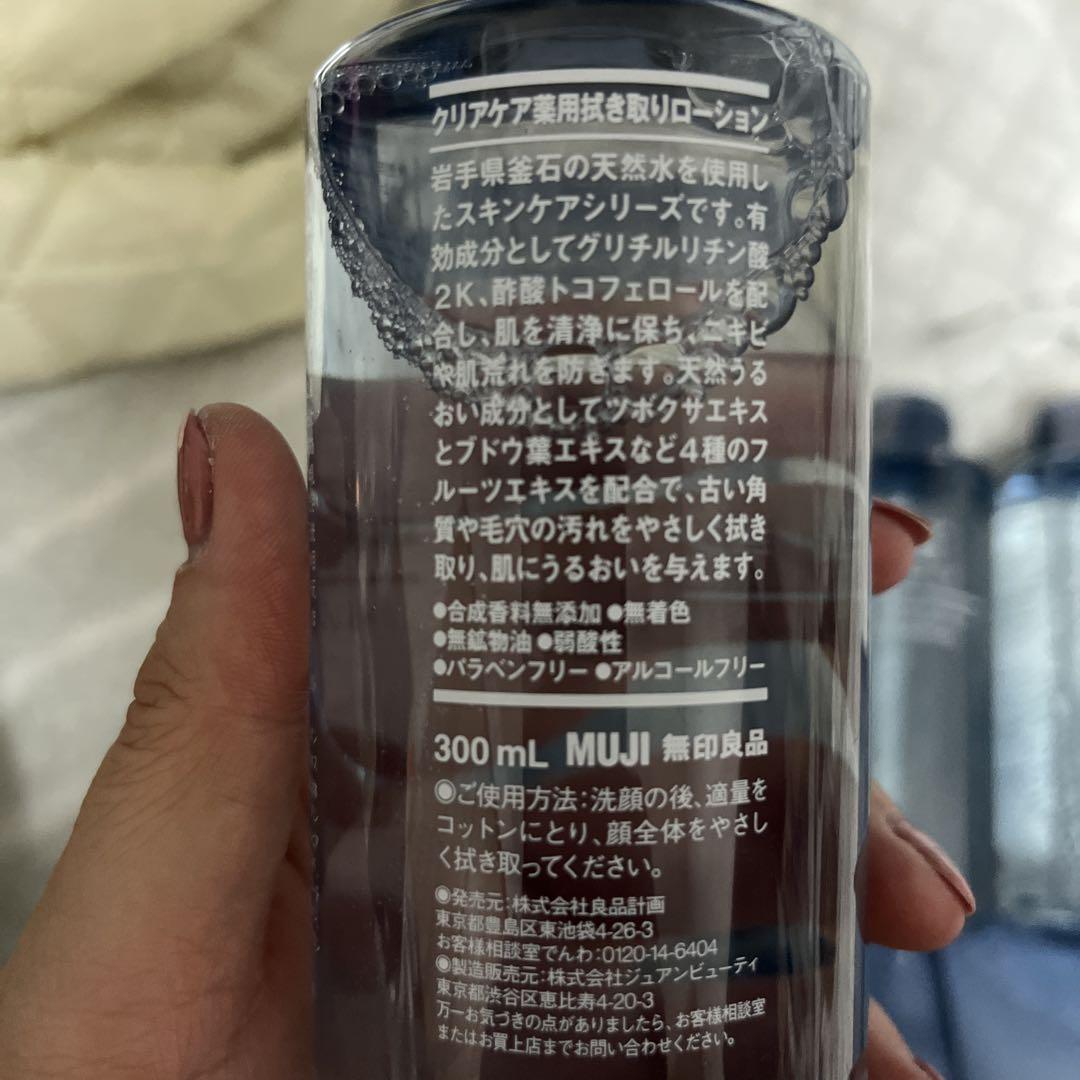 クリアケア薬用拭き取りローション
岩手県釜石の天然水を使用し
たスキンケアシリーズです。有
効成分としてグリチルリチン酸
2K、酢酸トコフェロールを配
合し、肌を清浄に保ち、ニキビ
や肌荒れを防ぎます。天然うる
おい成分としてツボクサエキス
とブドウ葉エキスなど4種のフ
ルーツエキスを配合で、古い角
質や毛穴の汚れをやさしく拭き
取り、肌にうるおいを与えます。
●合成香料無添加 ●無着色
●無鉱物油 ●弱酸性
●パラベンフリー ●アルコールフリー
300 mL MUJI 無印良品
◉ご使用方法:洗顔の後、適量を
コットンにとり、顔全体をやさし
く拭き取ってください。
◉発売元:株式会社良品計画
東京都豊島区東池袋4-26-3
お客様相談室でんわ:0120-14-6404
◉製造販売元:株式会社ジュアンビューティ
東京都渋谷区恵比寿4-20-3
万一お気づきの点がありましたら、お客様相談室
またはお買上店までお問い合わせください。